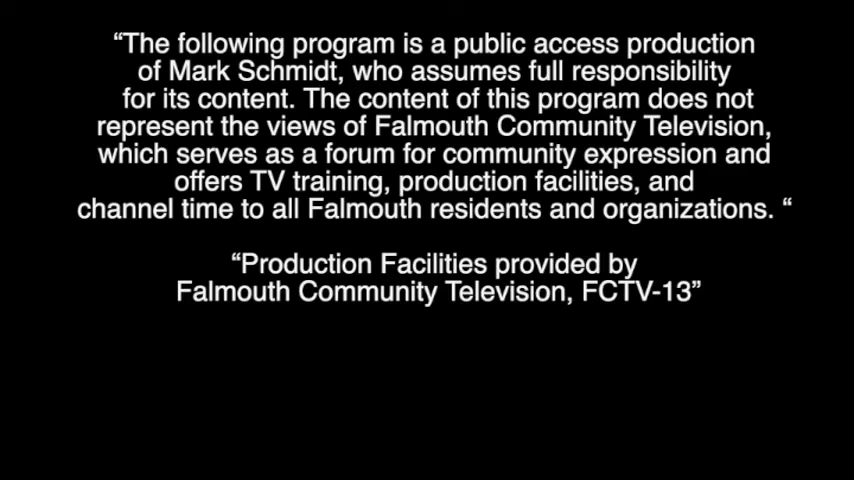 “The following program is a public access production
of Mark Schmidt, who assumes full responsibility
for its content. The content of this program does not
represent the views of Falmouth Community Television,
which serves as a forum for community expression and
offers TV training, production facilities, and
channel time to all Falmouth residents and organizations. “
“Production Facilities provided by
Falmouth Community Television, FCTV-13”